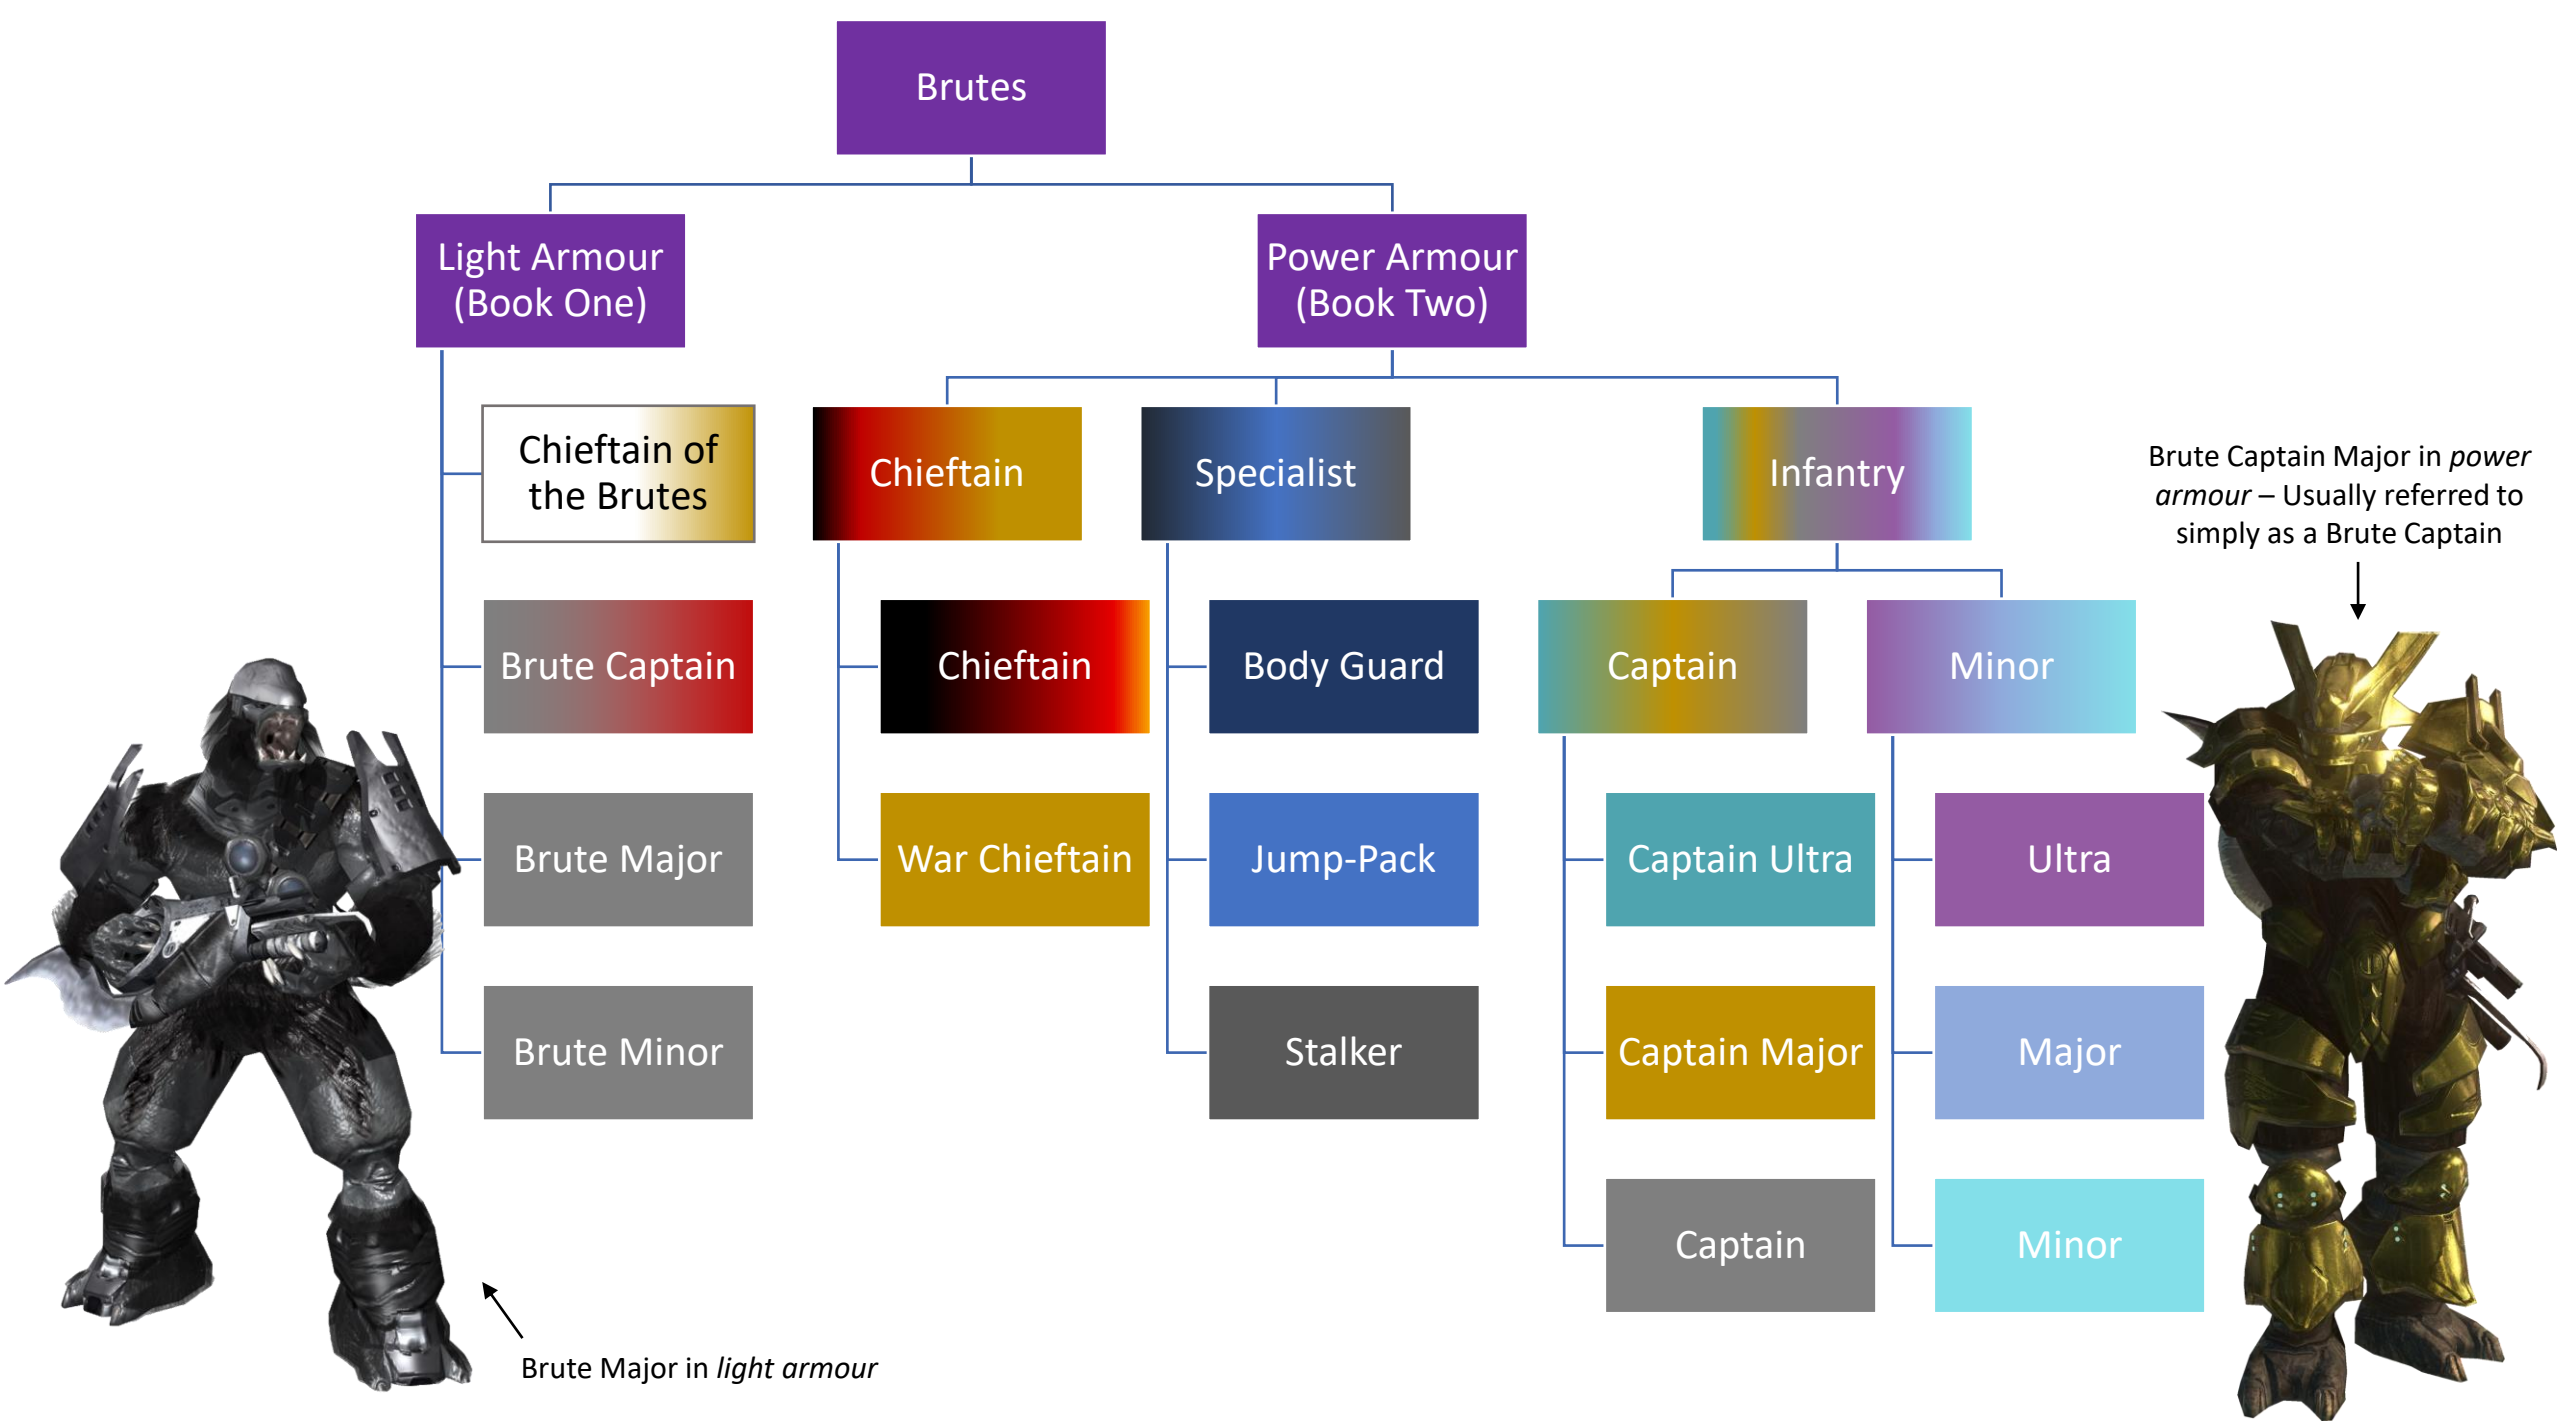 Brutes
Light Armour
(Book One)
Power Armour
(Book Two)
Chieftain of
the Brutes
Chieftain
Specialist
Infantry
Brute Captain Major in power
armour – Usually referred to
simply as a Brute Captain
Brute Captain
Chieftain
Body Guard
Captain
Minor
Brute Major
War Chieftain
Jump-Pack
Captain Ultra
Ultra
Brute Minor
Stalker
Captain Major
Major
Captain
Minor
Brute Major in light armour